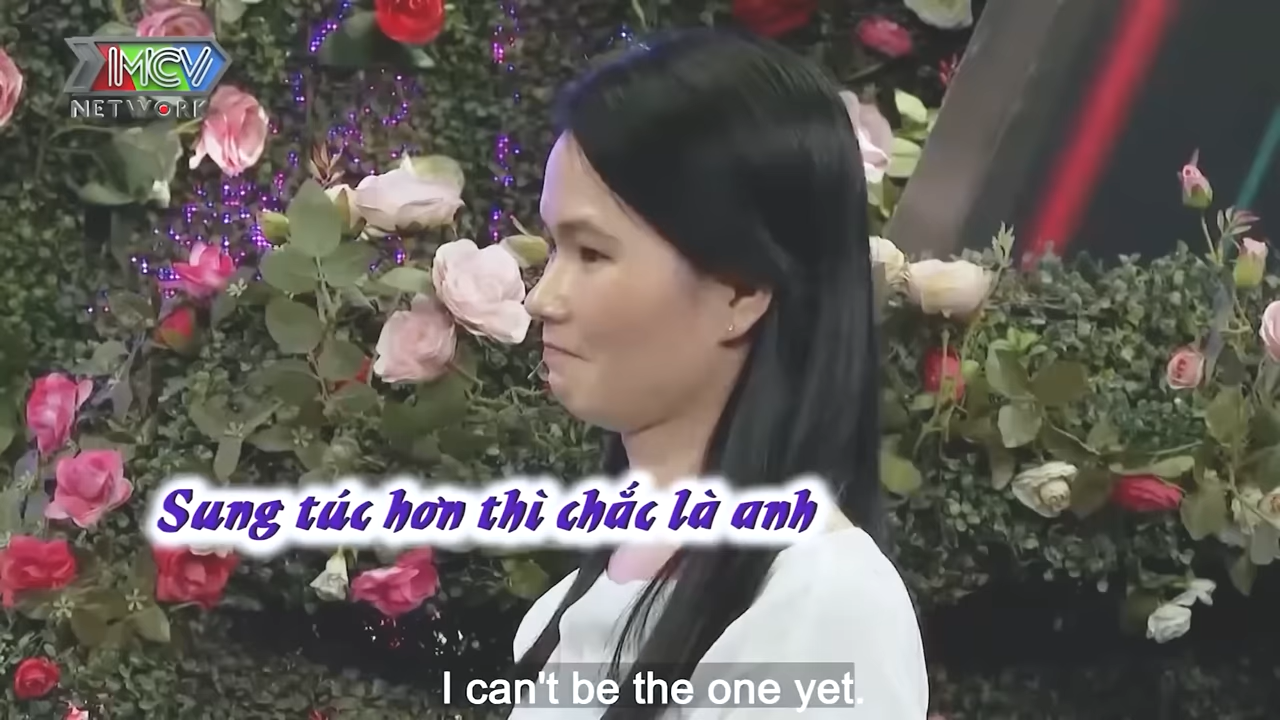 MCV
NETWORK
Sung túc hơn thì chắc là anh
I can't be the one yet.